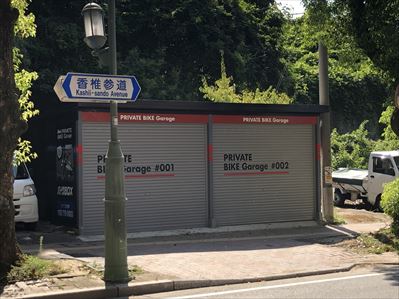 香椎参道
Kashii-sando Avenue
PRIVATE BIKE Garage
PRIVATE BIKE Garage
PRIVATE
BIKE Garage #001
PRIVATE
BIKE Garage #002